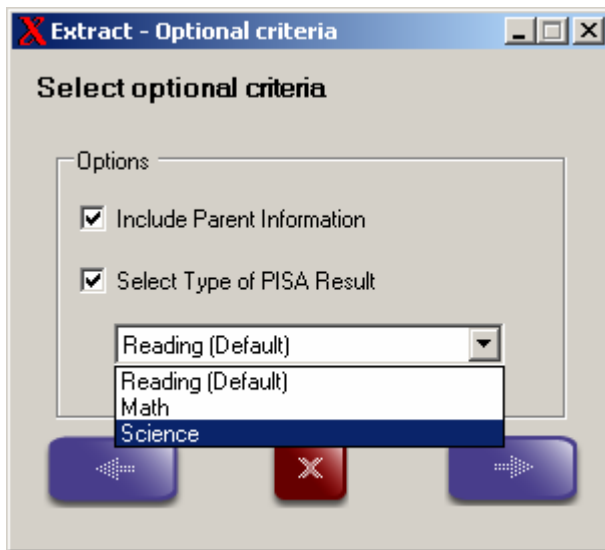 Extract - Optional criteria
Select optional criteria
Options
Include Parent Information
Select Type of PISA Result
Reading (Default)
Reading (Default)
Math
Science